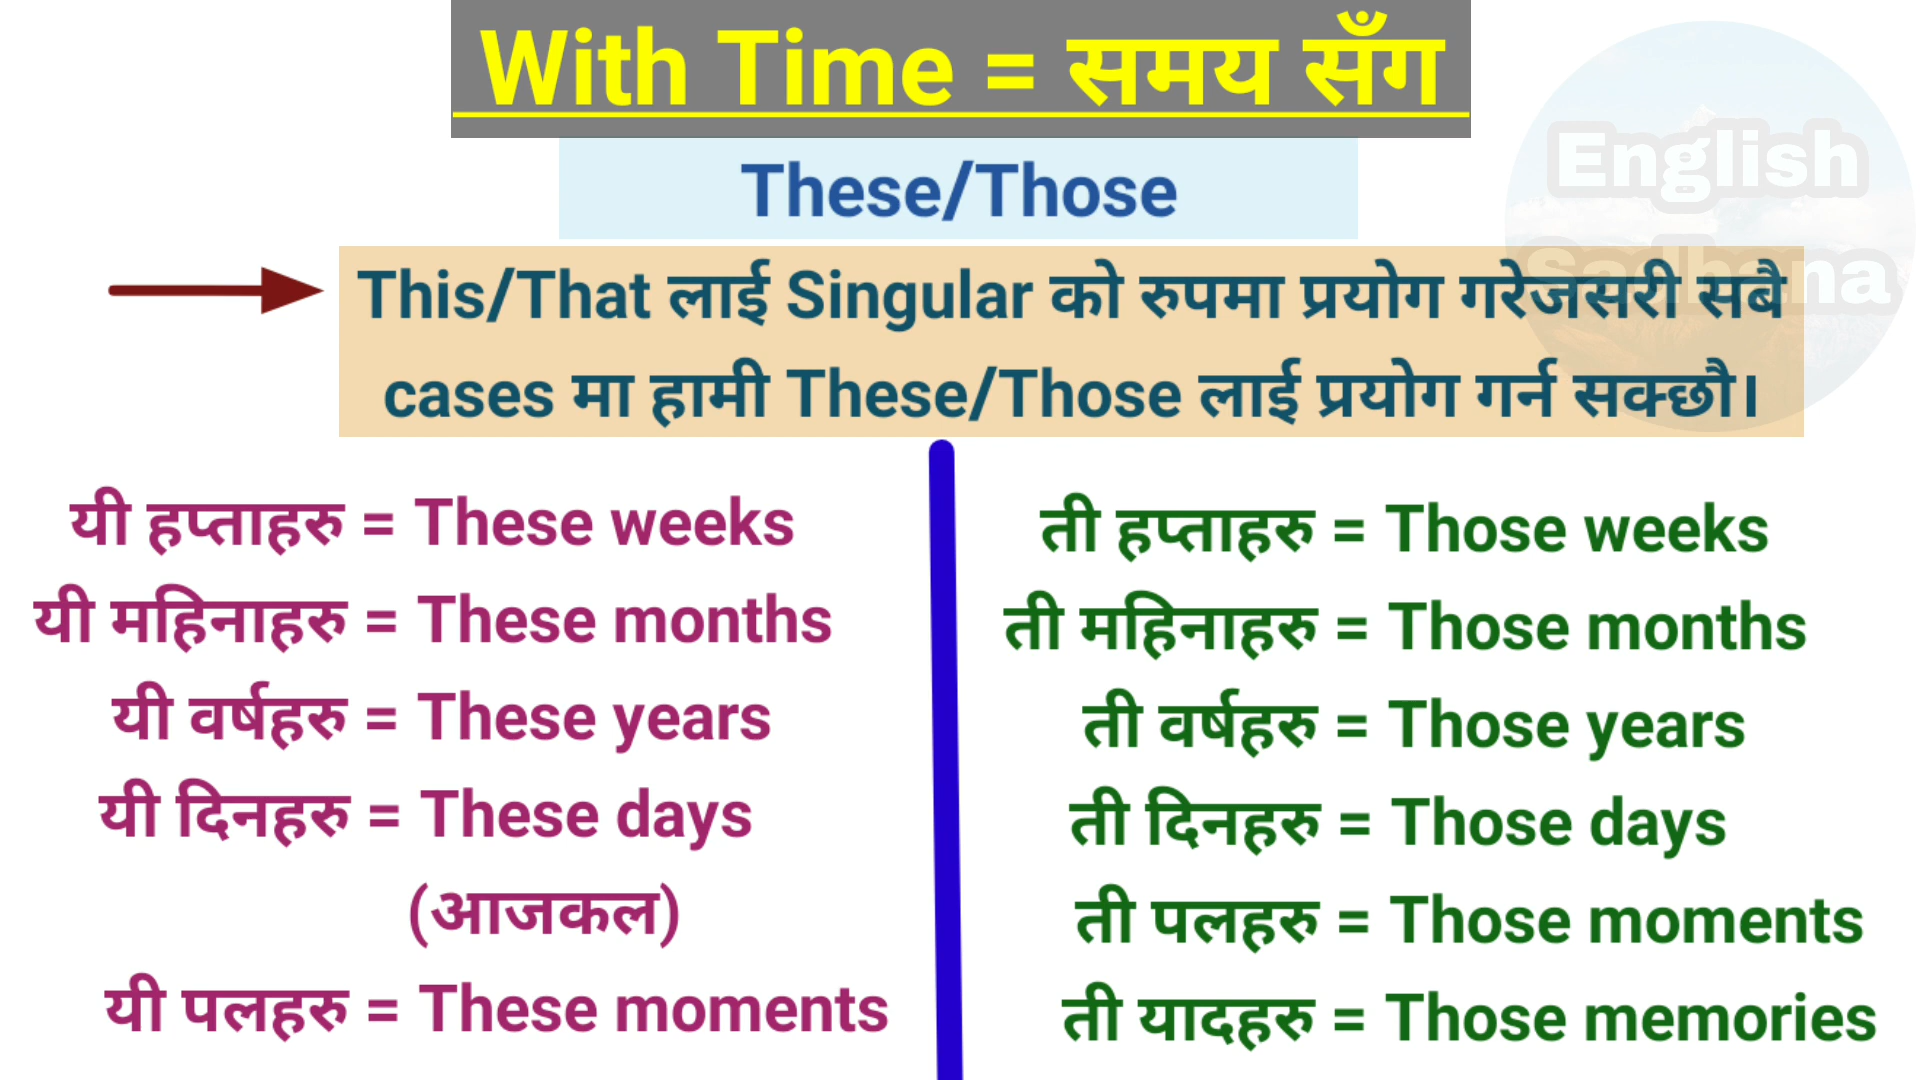 With Time = समय सँग
These/Those
English
Sadhana
This/That लाई Singular को रुपमा प्रयोग गरेजसरी सबै
cases मा हामी These/Those लाई प्रयोग गर्न सक्छौ।
यी हप्ताहरु = These weeks
यी महिनाहरु = These months
यी वर्षहरु = These years
यी दिनहरु = These days
(आजकल)
यी पलहरु = These moments
ती हप्ताहरु = Those weeks
ती महिनाहरु = Those months
ती वर्षहरु = Those years
ती दिनहरु = Those days
ती पलहरु = Those moments
ती यादहरु = Those memories